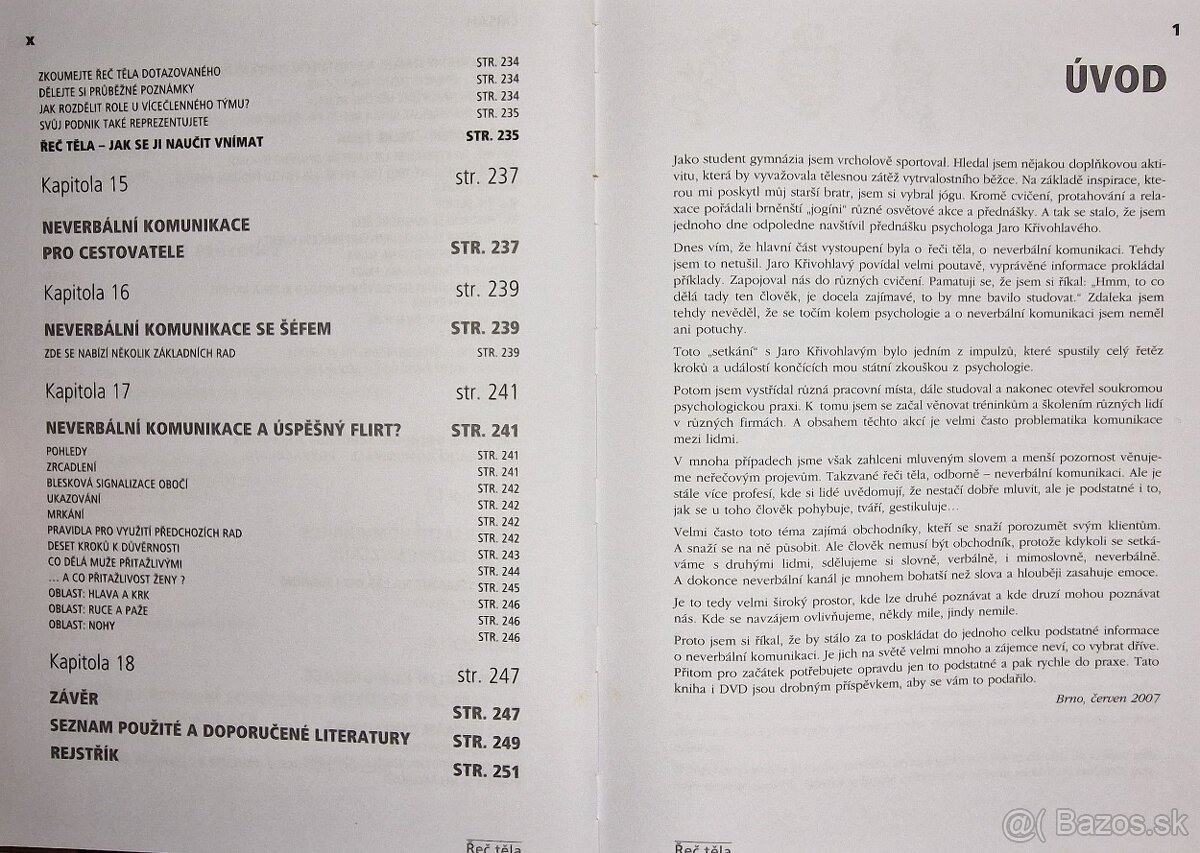 x
ZKOUMEJTE ŘEČ TĚLA DOTAZOVANÉHO STR. 234
DĚLEJTE SI PRŮBĚŽNÉ POZNÁMKY STR. 234
JAK ROZDĚLIT ROLE U VÍCEČLENNÉHO TÝMU? STR. 234
SVŮJ PODNIK TAKÉ REPREZENTUJETE STR. 235
ŘEČ TĚLA – JAK SE JI NAUČIT VNÍMAT STR. 235
Kapitola 15 str. 237
NEVERBÁLNÍ KOMUNIKACE
PRO CESTOVATELE STR. 237
Kapitola 16 str. 239
NEVERBÁLNÍ KOMUNIKACE SE ŠÉFEM STR. 239
ZDE SE NABÍZÍ NĚKOLIK ZÁKLADNÍCH RAD STR. 239
Kapitola 17 str. 241
NEVERBÁLNÍ KOMUNIKACE A ÚSPĚŠNÝ FLIRT? STR. 241
POHLEDY STR. 241
ZRCADLENÍ STR. 241
BLESKOVÁ SIGNALIZACE OBOČÍ STR. 242
UKAZOVÁNÍ STR. 242
MRKÁNÍ STR. 242
PRAVIDLA PRO VYUŽITÍ PŘEDCHOZÍCH RAD STR. 242
DESET KROKŮ K DŮVĚRNOSTI STR. 243
CO DĚLÁ MUŽE PŘITAŽLIVÝMI STR. 244
... A CO PŘITAŽLIVOST ŽENY ? STR. 245
OBLAST: HLAVA A KRK STR. 246
OBLAST: RUCE A PAŽE STR. 246
OBLAST: NOHY STR. 246
Kapitola 18 str. 247
ZÁVĚR STR. 247
SEZNAM POUŽITÉ A DOPORUČENÉ LITERATURY STR. 249
REJSTŘÍK STR. 251
Řeč těla
1
ÚVOD
Jako student gymnázia jsem vrcholově sportoval. Hledal jsem nějakou doplňkovou akti-
vitu, která by vyvažovala tělesnou zátěž vytrvalostního běžce. Na základě inspirace, kte-
rou mi poskytl můj starší bratr, jsem si vybral jógu. Kromě cvičení, protahování a rela-
xace pořádali brněnští „jogíni“ různé osvětové akce a přednášky. A tak se stalo, že jsem
jednoho dne odpoledne navštívil přednášku psychologa Jaro Křivohlavého.
Dnes vím, že hlavní část vystoupení byla o řeči těla, o neverbální komunikaci. Tehdy
jsem to netušil. Jaro Křivohlavý povídal velmi poutavě, vyprávěné informace prokládal
příklady. Zapojoval nás do různých cvičení. Pamatuji se, že jsem si říkal: „Hmm, to co
dělá tady ten člověk, je docela zajímavé, to by mne bavilo studovat.“ Zdaleka jsem
tehdy nevěděl, že se točím kolem psychologie a o neverbální komunikaci jsem neměl
ani potuchy.
Toto „setkání“ s Jaro Křivohlavým bylo jedním z impulzů, které spustily celý řetěz
kroků a událostí končících mou státní zkouškou z psychologie.
Potom jsem vystřídal různá pracovní místa, dále studoval a nakonec otevřel soukromou
psychologickou praxi. K tomu jsem se začal věnovat tréninkům a školením různých lidí
v různých firmách. A obsahem těchto akcí je velmi často problematika komunikace
mezi lidmi.
V mnoha případech jsme však zahlceni mluveným slovem a menší pozornost věnuje-
me neřečovým projevům. Takzvané řeči těla, odborně – neverbální komunikaci. Ale je
stále více profesí, kde si lidé uvědomují, že nestačí dobře mluvit, ale je podstatné i to,
jak se u toho člověk pohybuje, tváří, gestikuluje...
Velmi často toto téma zajímá obchodníky, kteří se snaží porozumět svým klientům.
A snaží se na ně působit. Ale člověk nemusí být obchodník, protože kdykoli se setká-
váme s druhými lidmi, sdělujeme si slovně, verbálně, i mimoslovně, neverbálně.
A dokonce neverbální kanál je mnohem bohatší než slova a hlouběji zasahuje emoce.
Je to tedy velmi široký prostor, kde lze druhé poznávat a kde druzí mohou poznávat
nás. Kde se navzájem ovlivňujeme, někdy mile, jindy nemile.
Proto jsem si říkal, že by stálo za to poskládat do jednoho celku podstatné informace
o neverbální komunikaci. Je jich na světě velmi mnoho a zájemce neví, co vybrat dříve.
Přitom pro začátek potřebujete opravdu jen to podstatné a pak rychle do praxe. Tato
kniha i DVD jsou drobným příspěvkem, aby se vám to podařilo.
Brno, červen 2007
Řeč těla
@( Bazos.sk